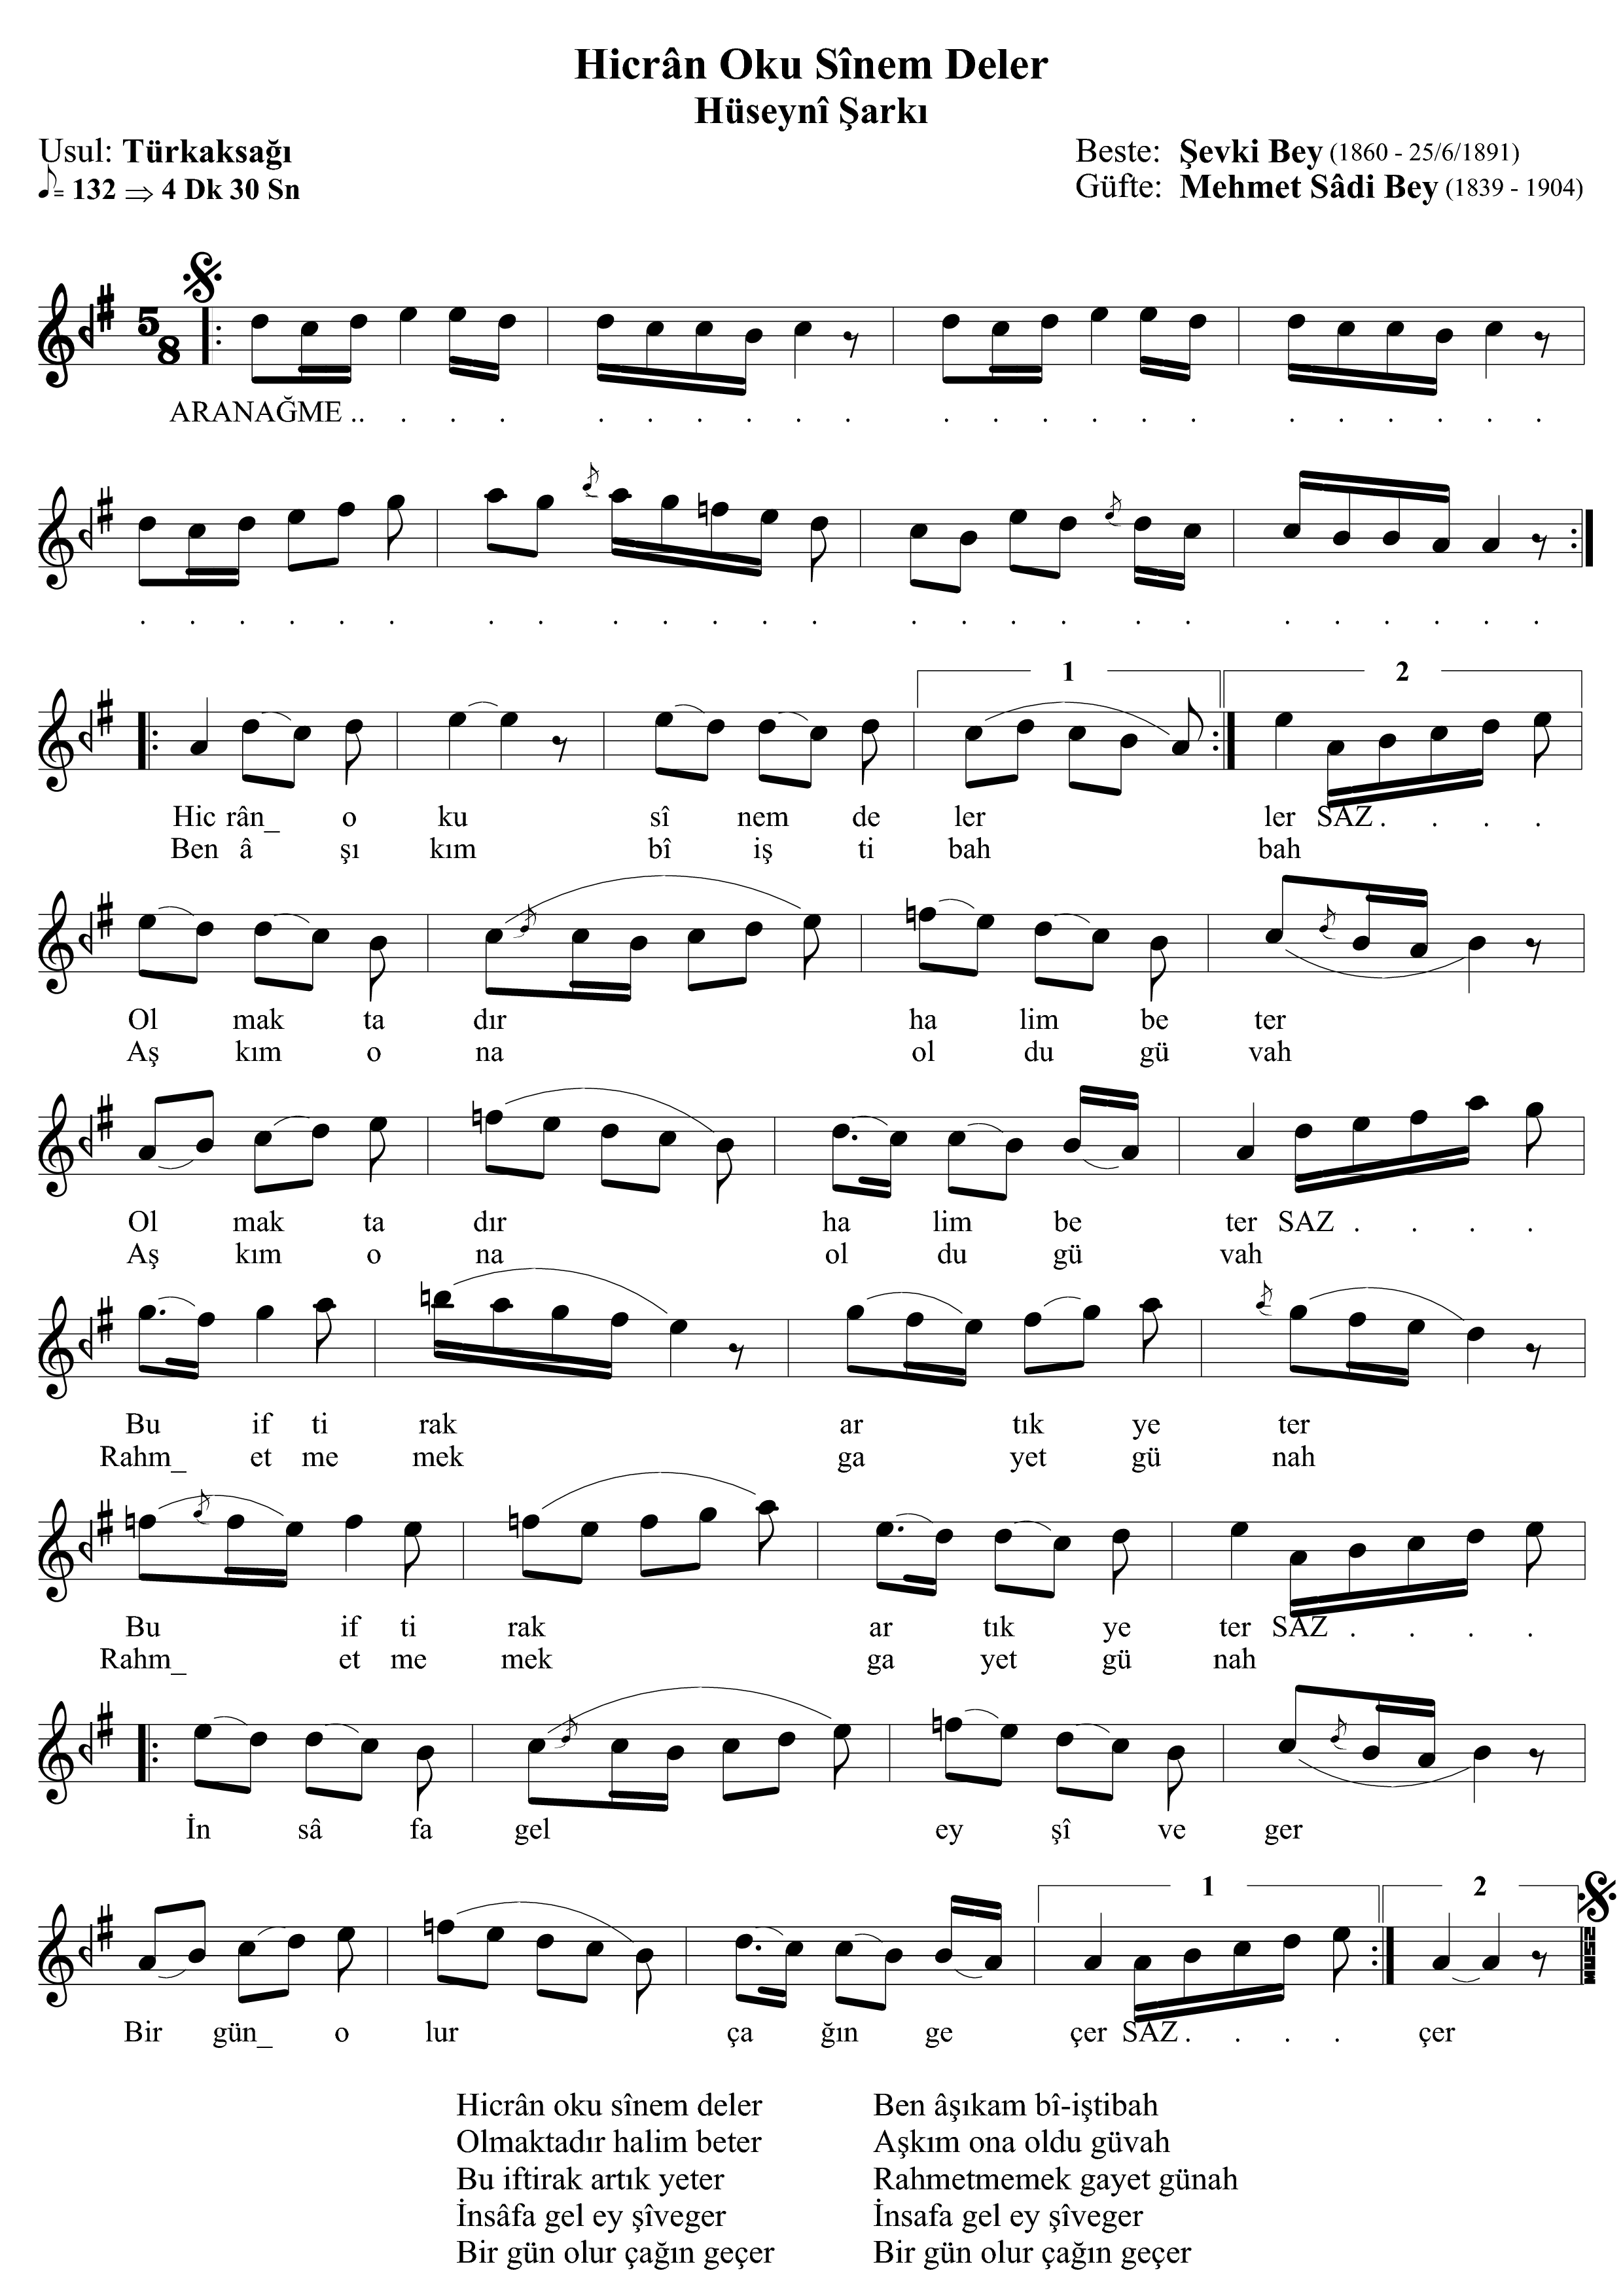 Hicrân Oku Sînem Deler
Hüseynî Şarkı
Usul: Türkaksağı
Beste: Şevki Bey (1860 - 25/6/1891)
= 132 ⇒ 4 Dk 30 Sn
Güfte: Mehmet Sâdi Bey (1839 - 1904)
5
8
ARANAĞME . . . . . . . . . . . . . . . . . . . . . .
. . . . . . . . . . . . . . . . . . . . . . . . .
1 2
Hic rân_ o ku sî nem de ler ler SAZ . . . .
Ben â şı kım bî iş ti bah bah
Ol mak ta dır ha lim be ter
Aş kım o na ol du gü vah
Ol mak ta dır ha lim be ter SAZ . . . .
Aş kım o na ol du gü vah
Bu if ti rak ar tık ye ter
Rahm_ et me mek ga yet gü nah
Bu if ti rak ar tık ye ter SAZ . . . .
Rahm_ et me mek ga yet gü nah
İn sâ fa gel ey şî ve ger
1 2
MUS2
Bir gün_ o lur ça ğın ge çer SAZ . . . . çer
Hicrân oku sînem deler
Olmaktadır halim beter
Bu iftirak artık yeter
İnsâfa gel ey şîveger
Bir gün olur çağın geçer
Ben âşıkam bî-iştibah
Aşkım ona oldu güvah
Rahmetmemek gayet günah
İnsafa gel ey şîveger
Bir gün olur çağın geçer